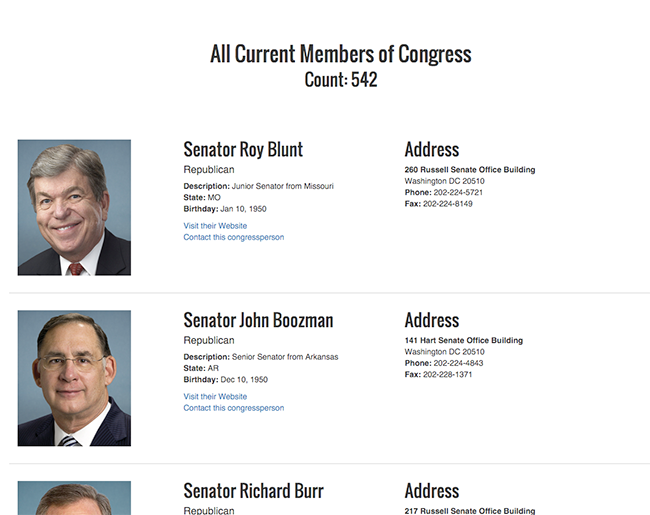 All Current Members of Congress
Count: 542
Senator Roy Blunt
Republican
Description: Junior Senator from Missouri
State: MO
Birthday: Jan 10, 1950
Visit their Website
Contact this congressperson
Address
260 Russell Senate Office Building
Washington DC 20510
Phone: 202-224-5721
Fax: 202-224-8149
Senator John Boozman
Republican
Description: Senior Senator from Arkansas
State: AR
Birthday: Dec 10, 1950
Visit their Website
Contact this congressperson
Address
141 Hart Senate Office Building
Washington DC 20510
Phone: 202-224-4843
Fax: 202-228-1371
Senator Richard Burr
Republican
Address
217 Russell Senate Office Building